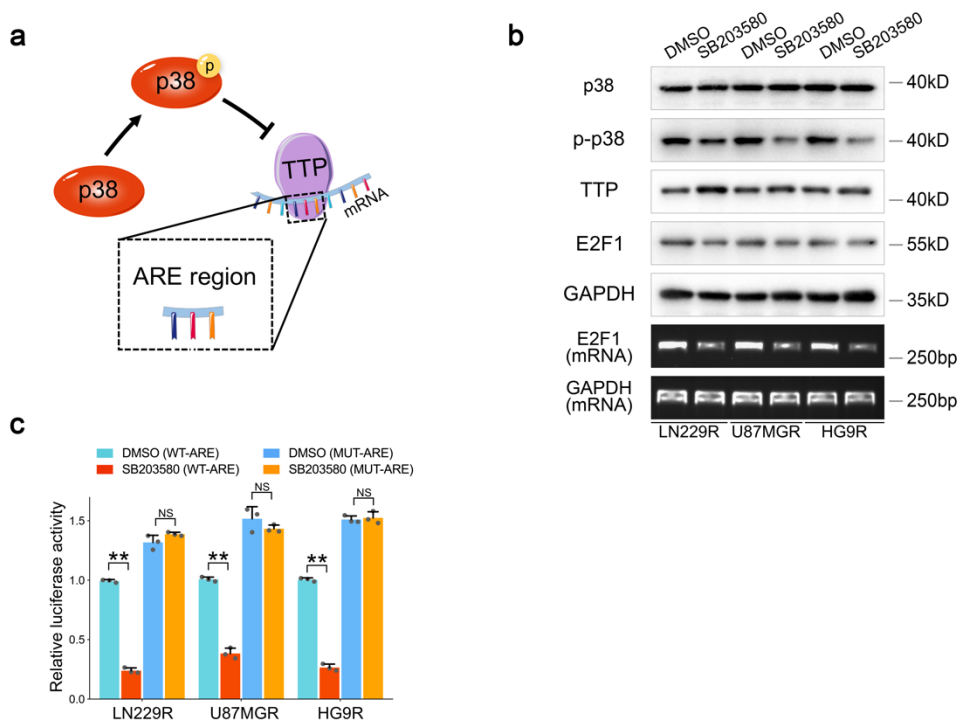 a
p38
p
p38
TTP
mRNA
ARE region
b
DMSO SB203580 DMSO SB203580 DMSO SB203580
p38 40kD
p-p38 40kD
TTP 40kD
E2F1 55kD
GAPDH 35kD
E2F1
(mRNA) 250bp
GAPDH
(mRNA) 250bp
LN229R U87MGR HG9R
c
DMSO (WT-ARE) DMSO (MUT-ARE)
SB203580 (WT-ARE) SB203580 (MUT-ARE)
Relative luciferase activity
1.5
1.0
0.5
0.0
** NS ** NS ** NS
LN229R U87MGR HG9R